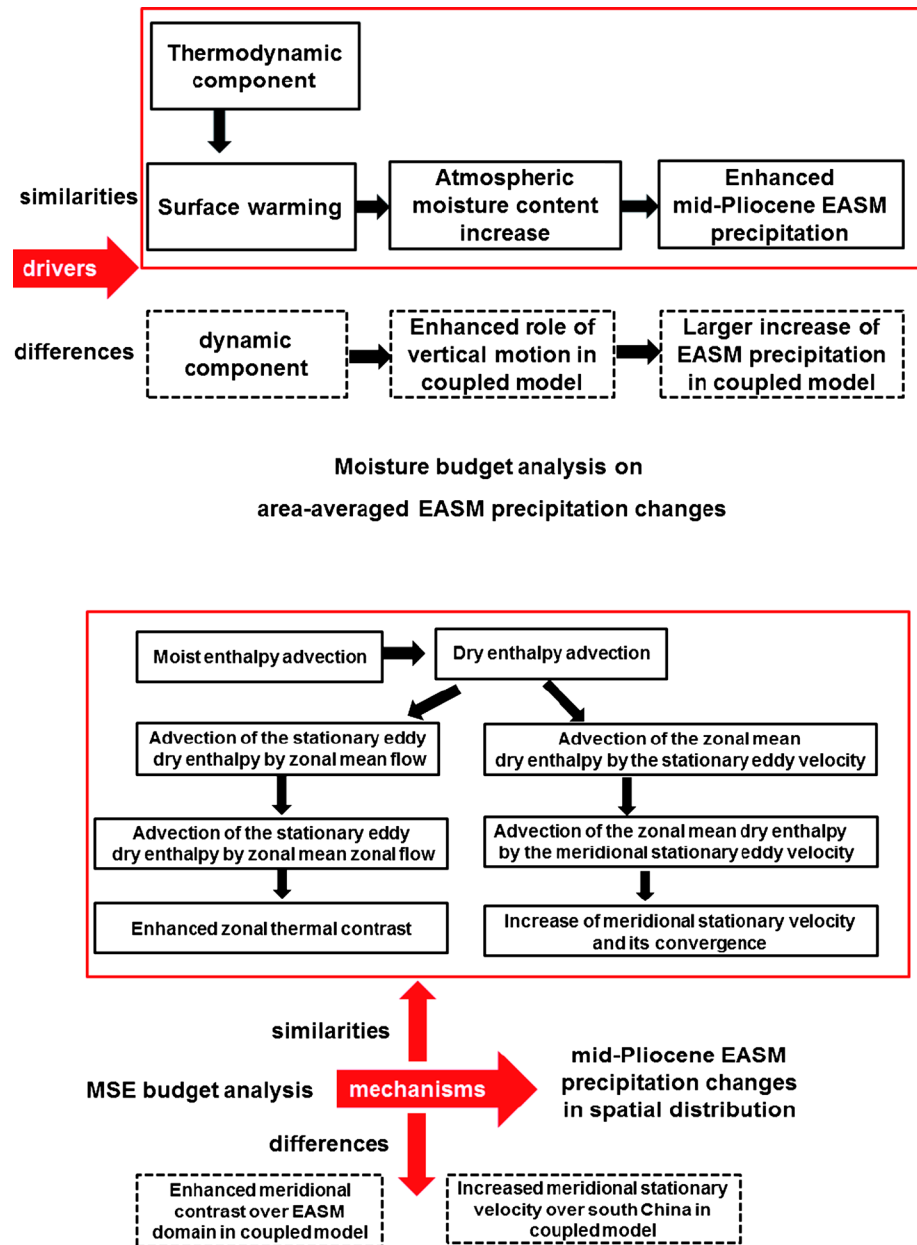 Thermodynamic
component
similarities
Surface warming
Atmospheric
moisture content
increase
Enhanced
mid-Pliocene EASM
precipitation
drivers
differences
dynamic
component
Enhanced role of
vertical motion in
coupled model
Larger increase of
EASM precipitation
in coupled model
Moisture budget analysis on
area-averaged EASM precipitation changes
Moist enthalpy advection
Dry enthalpy advection
Advection of the stationary eddy
dry enthalpy by zonal mean flow
Advection of the zonal mean
dry enthalpy by the stationary eddy velocity
Advection of the stationary eddy
dry enthalpy by zonal mean zonal flow
Advection of the zonal mean dry enthalpy
by the meridional stationary eddy velocity
Enhanced zonal thermal contrast
Increase of meridional stationary velocity
and its convergence
similarities
MSE budget analysis
mechanisms
mid-Pliocene EASM
precipitation changes
in spatial distribution
differences
Enhanced meridional
contrast over EASM
domain in coupled model
Increased meridional stationary
velocity over south China in
coupled model